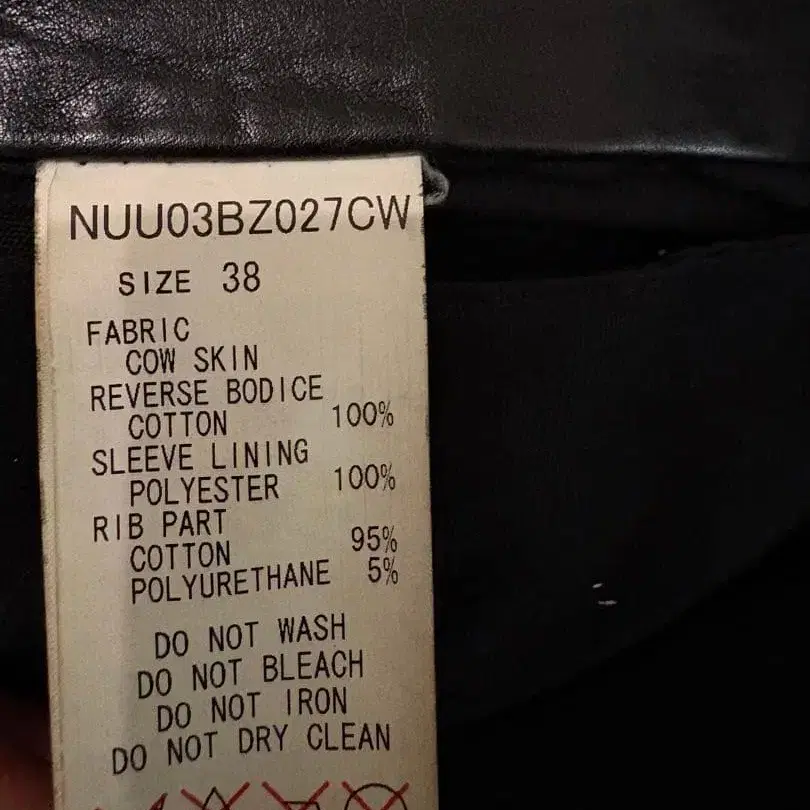 NUU03BZ027CW
SIZE 38
FABRIC
COW SKIN
REVERSE BODICE
COTTON 100%
SLEEVE LINING
POLYESTER 100%
RIB PART
COTTON 95%
POLYURETHANE 5%
DO NOT WASH
DO NOT BLEACH
DO NOT IRON
DO NOT DRY CLEAN